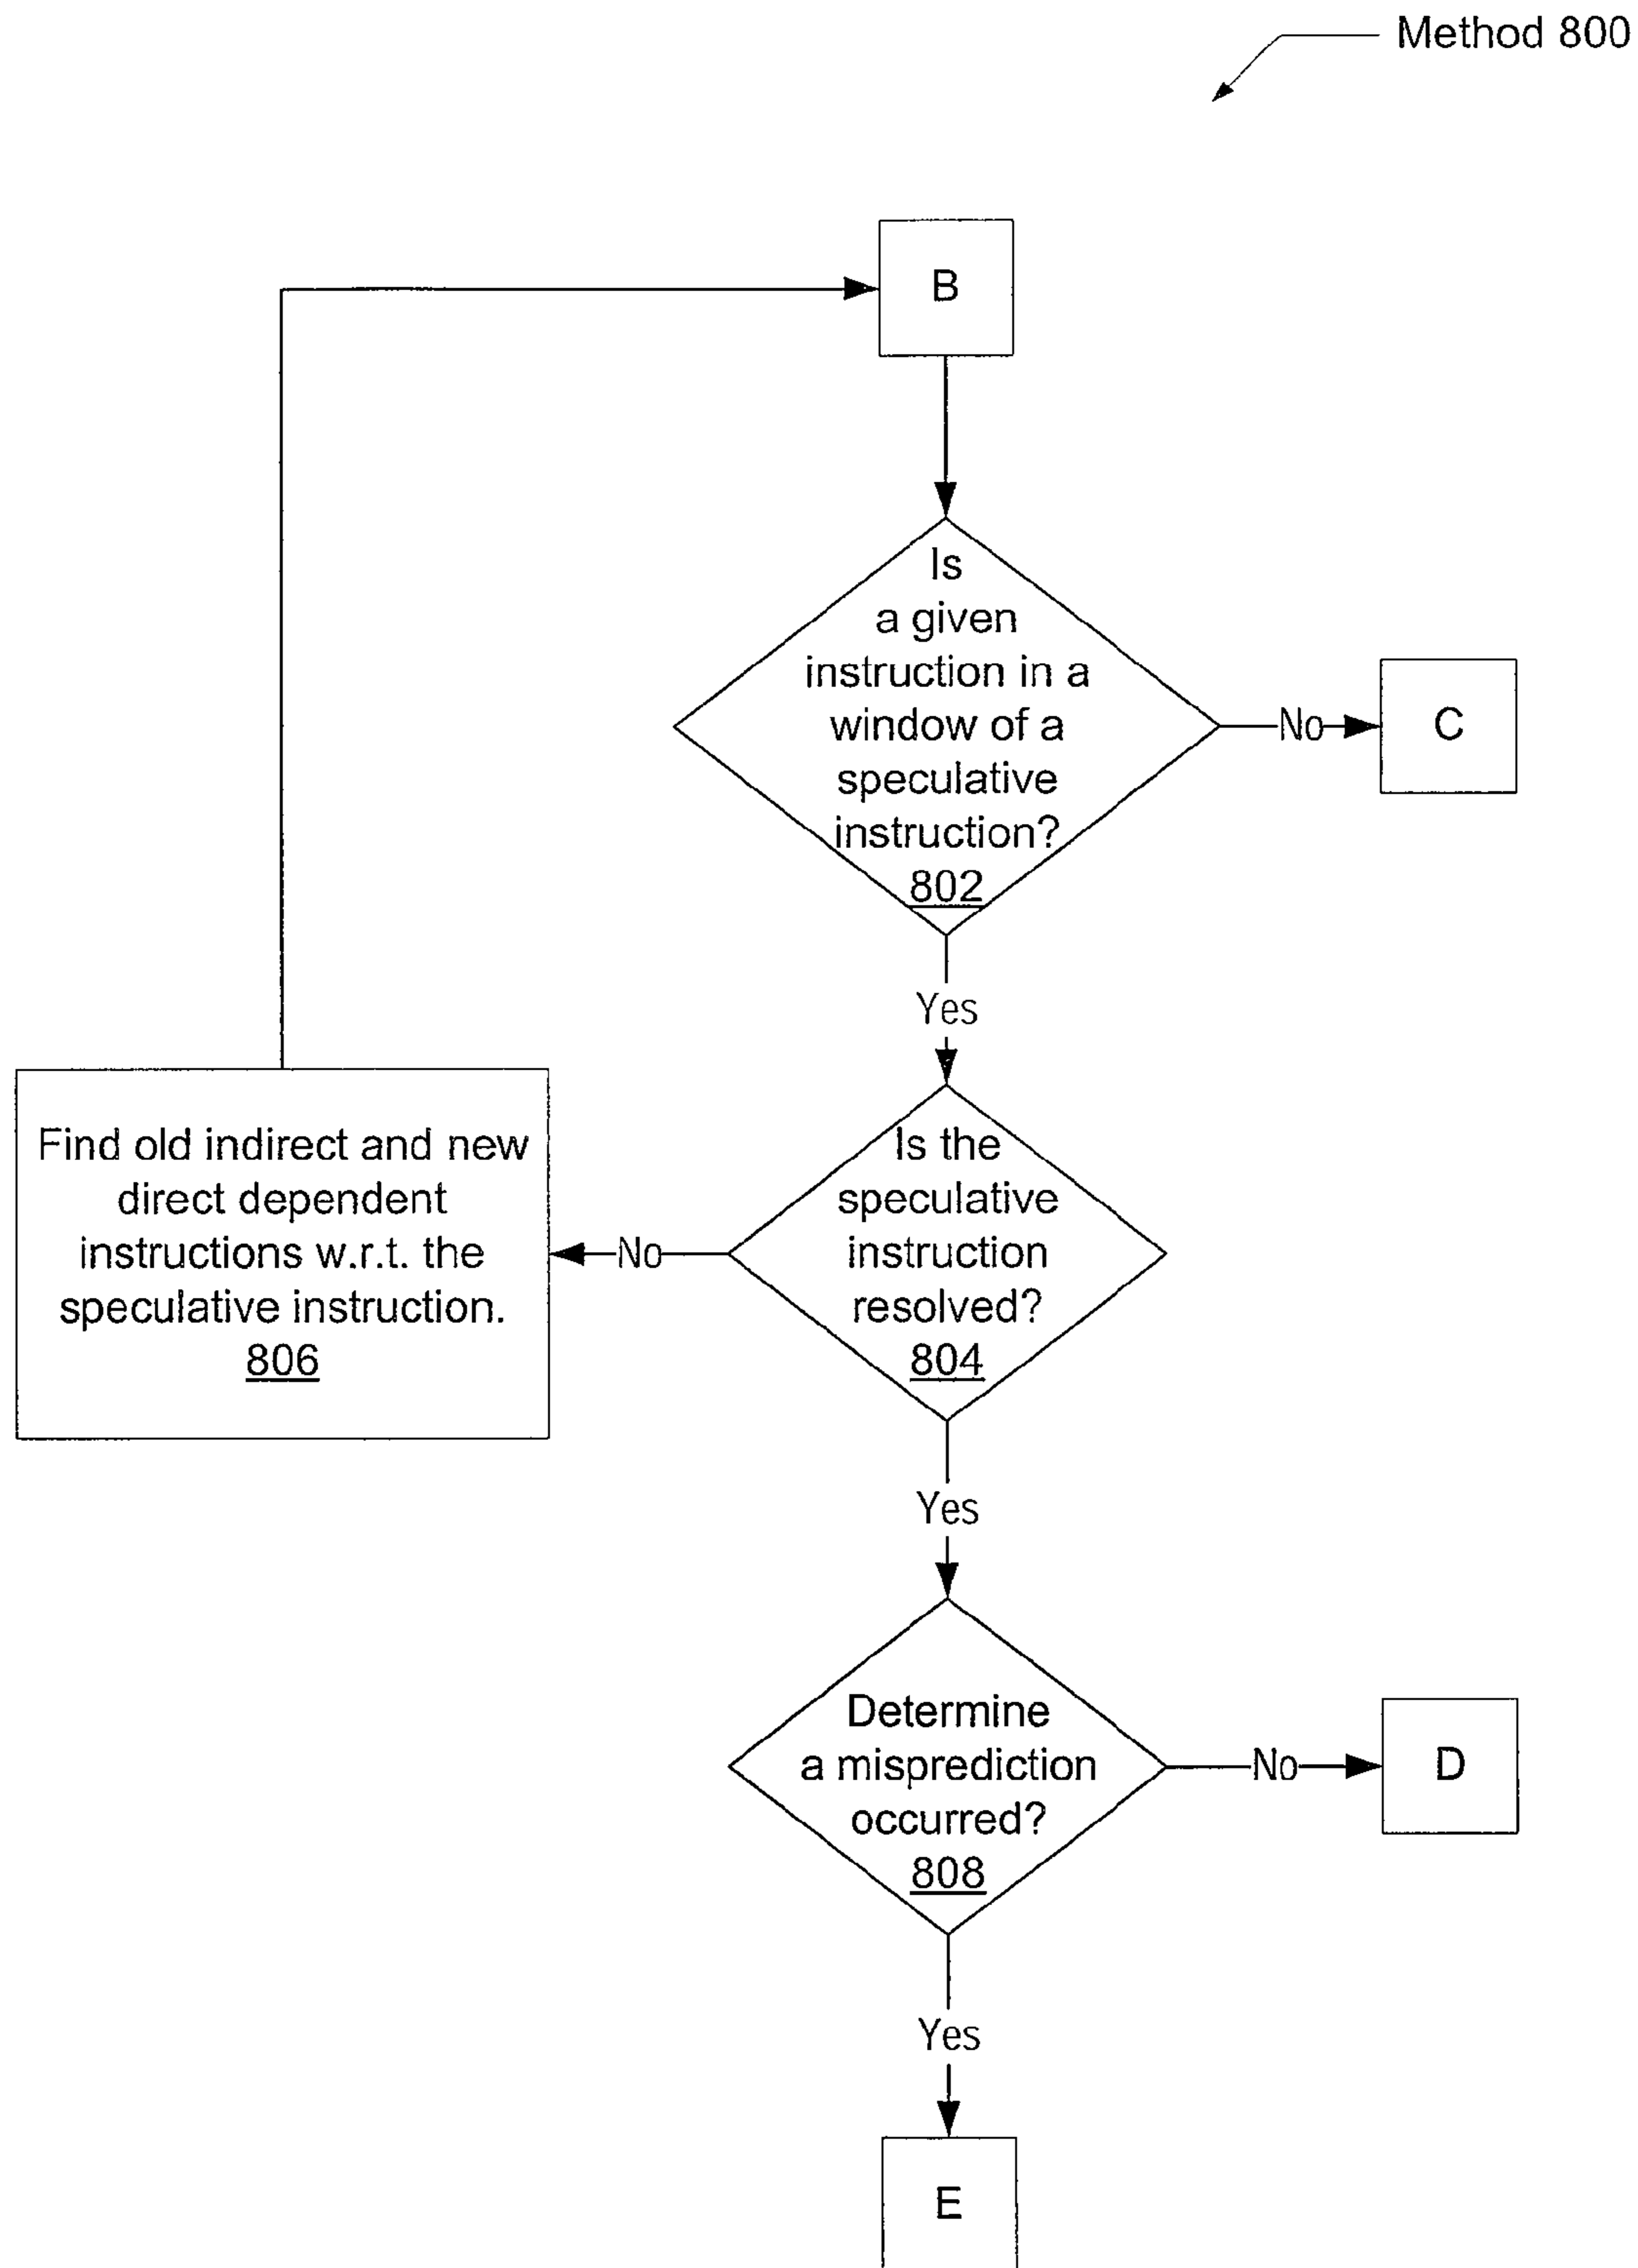 Method 800
B
Is
a given
instruction in a
window of a
speculative
instruction?
802
No
C
Yes
Is the
speculative
instruction
resolved?
804
No
Find old indirect and new
direct dependent
instructions w.r.t. the
speculative instruction.
806
Yes
Determine
a misprediction
occurred?
808
No
D
Yes
E